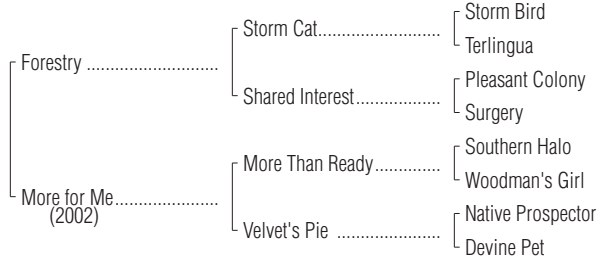 Storm Bird
Storm Cat..............................
Terlingua
Forestry ................................
Pleasant Colony
Shared Interest.....................
Surgery
Southern Halo
More Than Ready................
Woodman's Girl
More for Me.........................
(2002)
Native Prospector
Velvet's Pie .........................
Devine Pet